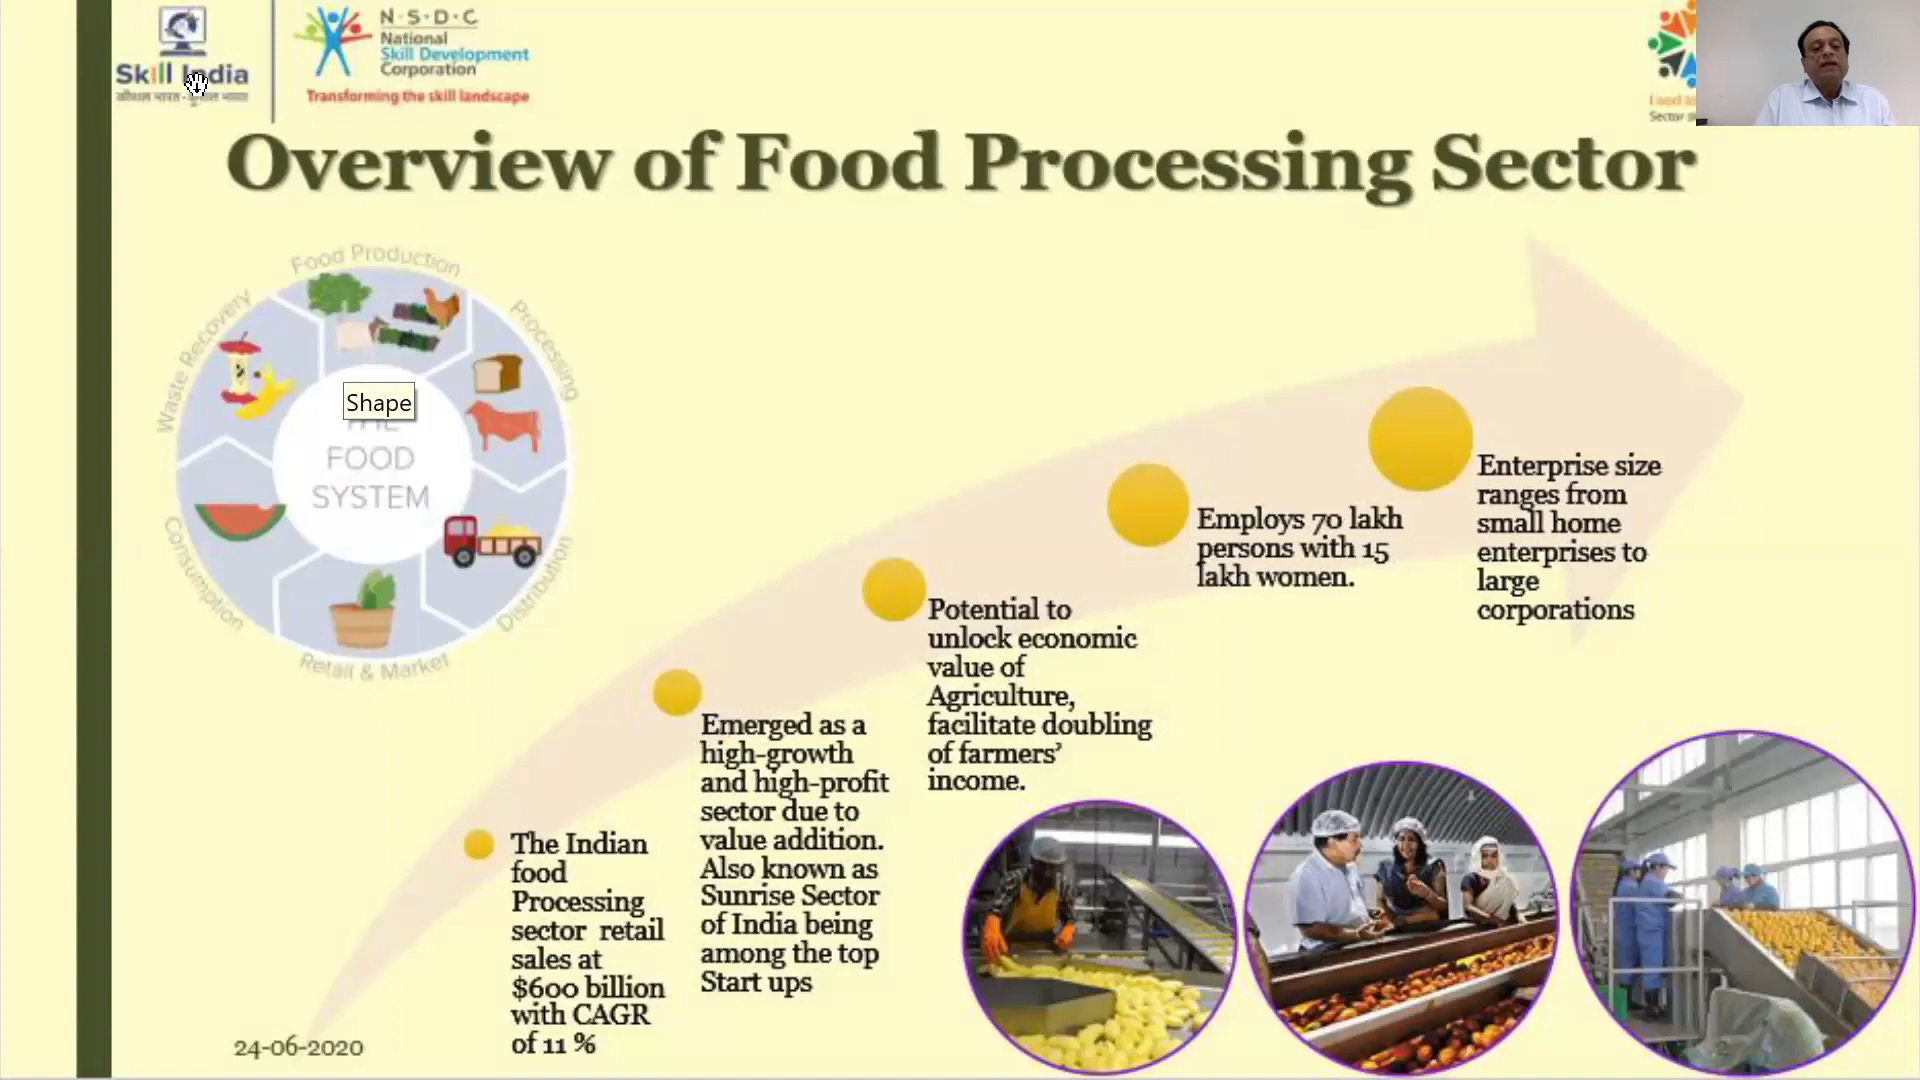 Skill India
कौशल भारत - कुशल भारत
N·S·D·C
National
Skill Development
Corporation
Transforming the skill landscape
Overview of Food Processing Sector
Food Production
Processing
Distribution
Retail & Market
Consumption
Waste Recovery
Shape
FOOD
SYSTEM
The Indian
food
Processing
sector retail
sales at
$600 billion
with CAGR
of 11 %
Emerged as a
high-growth
and high-profit
sector due to
value addition.
Also known as
Sunrise Sector
of India being
among the top
Start ups
Potential to
unlock economic
value of
Agriculture,
facilitate doubling
of farmers’
income.
Employs 70 lakh
persons with 15
lakh women.
Enterprise size
ranges from
small home
enterprises to
large
corporations
24-06-2020